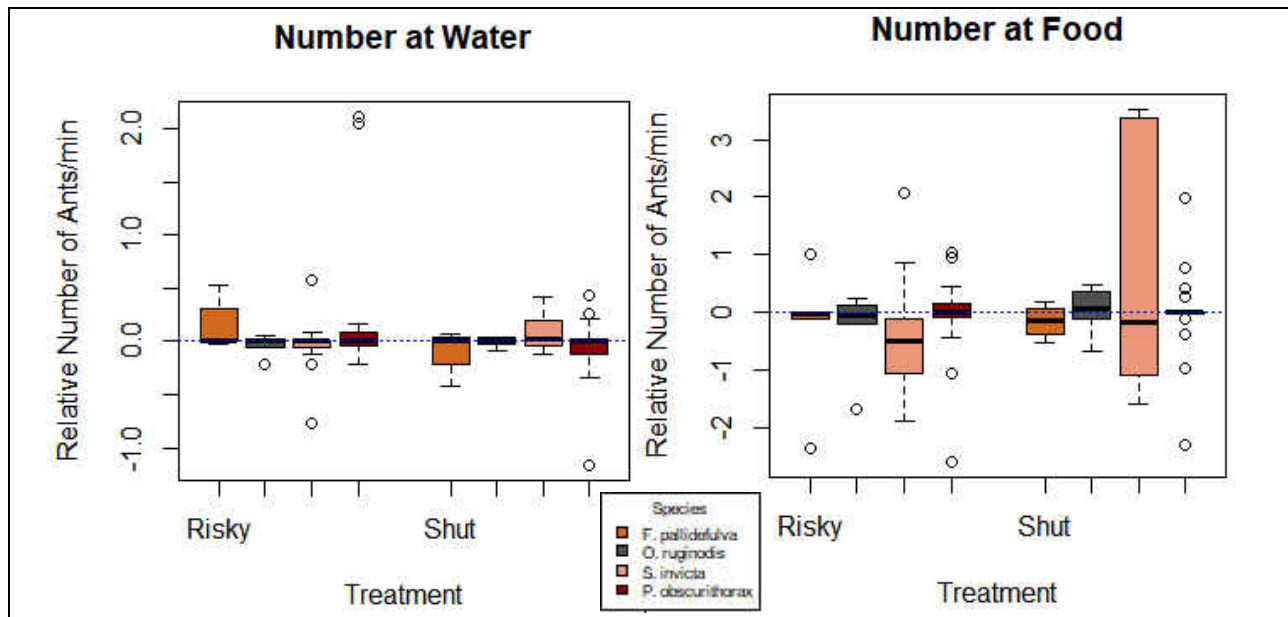 Number at Water
Relative Number of Ants/min
2.0
1.0
0.0
-1.0
Risky
Shut
Treatment
Number at Food
Relative Number of Ants/min
3
2
1
0
-1
-2
Risky
Shut
Treatment
Species
F. pallidefulva
O. ruginodis
S. invicta
P. obscurithorax